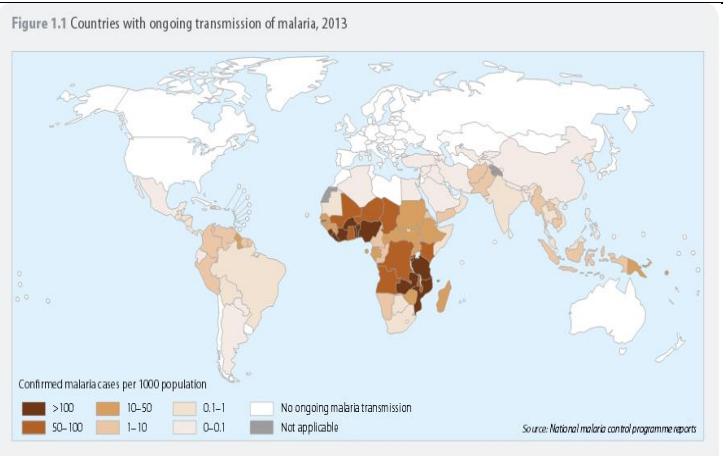 Figure 1.1 Countries with ongoing transmission of malaria, 2013
Confirmed malaria cases per 1000 population
>100 10–50 0.1–1 No ongoing malaria transmission
50–100 1–10 0–0.1 Not applicable
Source: National malaria control programme reports